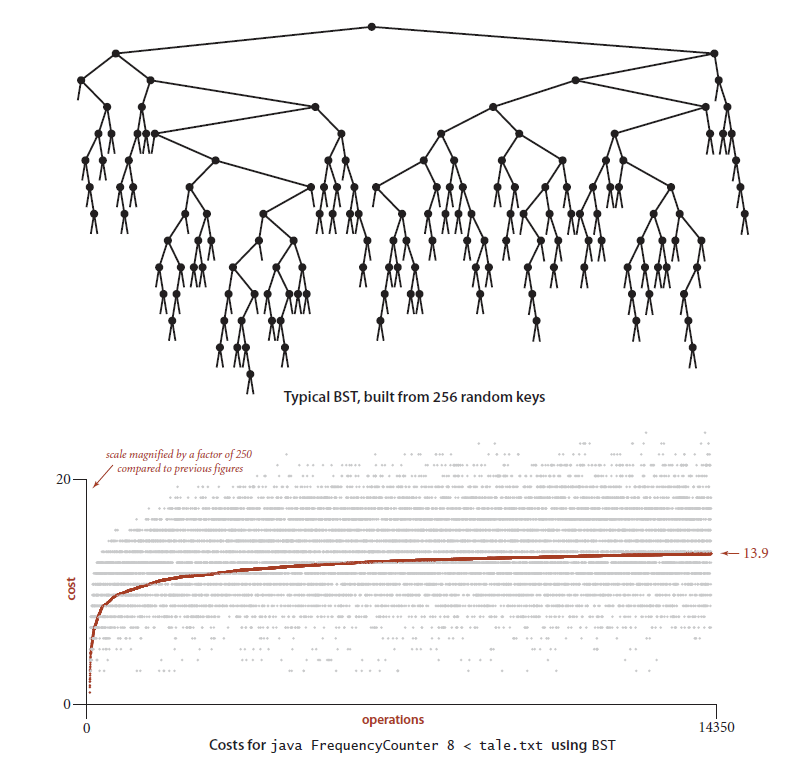 Typical BST, built from 256 random keys
scale magnified by a factor of 250
compared to previous figures
20
13.9
cost
0
0
operations
14350
Costs for java FrequencyCounter 8 < tale.txt using BST